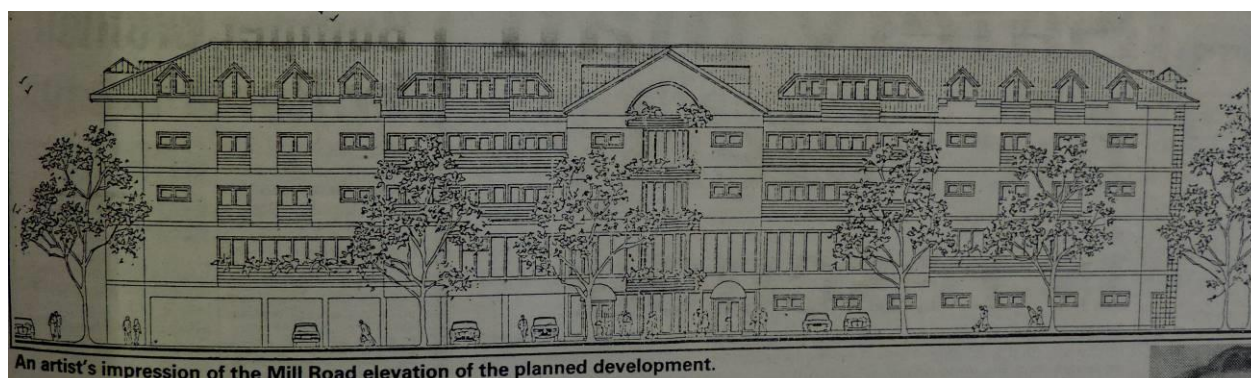 An artist's impression of the Mill Road elevation of the planned development.